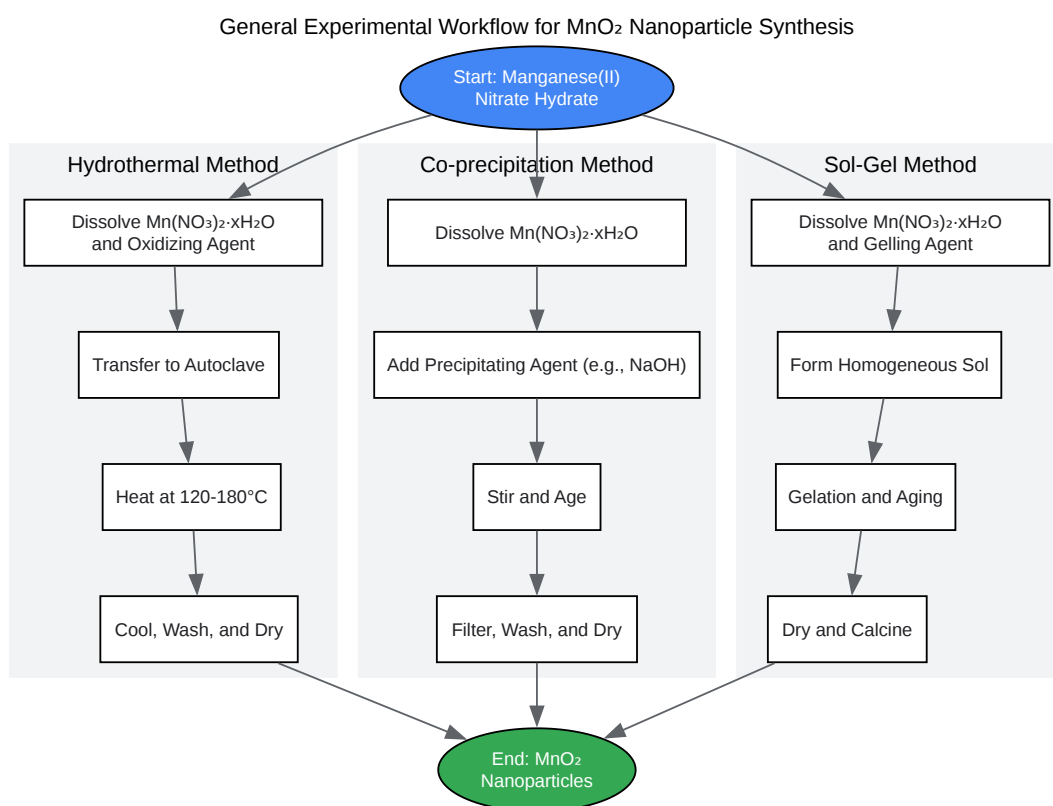 General Experimental Workflow for MnO₂ Nanoparticle Synthesis
Start: Manganese(II)
Nitrate Hydrate
Hydrothermal Method
Dissolve Mn(NO₃)₂·xH₂O
and Oxidizing Agent
Transfer to Autoclave
Heat at 120-180°C
Cool, Wash, and Dry
Co-precipitation Method
Dissolve Mn(NO₃)₂·xH₂O
Add Precipitating Agent (e.g., NaOH)
Stir and Age
Filter, Wash, and Dry
Sol-Gel Method
Dissolve Mn(NO₃)₂·xH₂O
and Gelling Agent
Form Homogeneous Sol
Gelation and Aging
Dry and Calcine
End: MnO₂
Nanoparticles